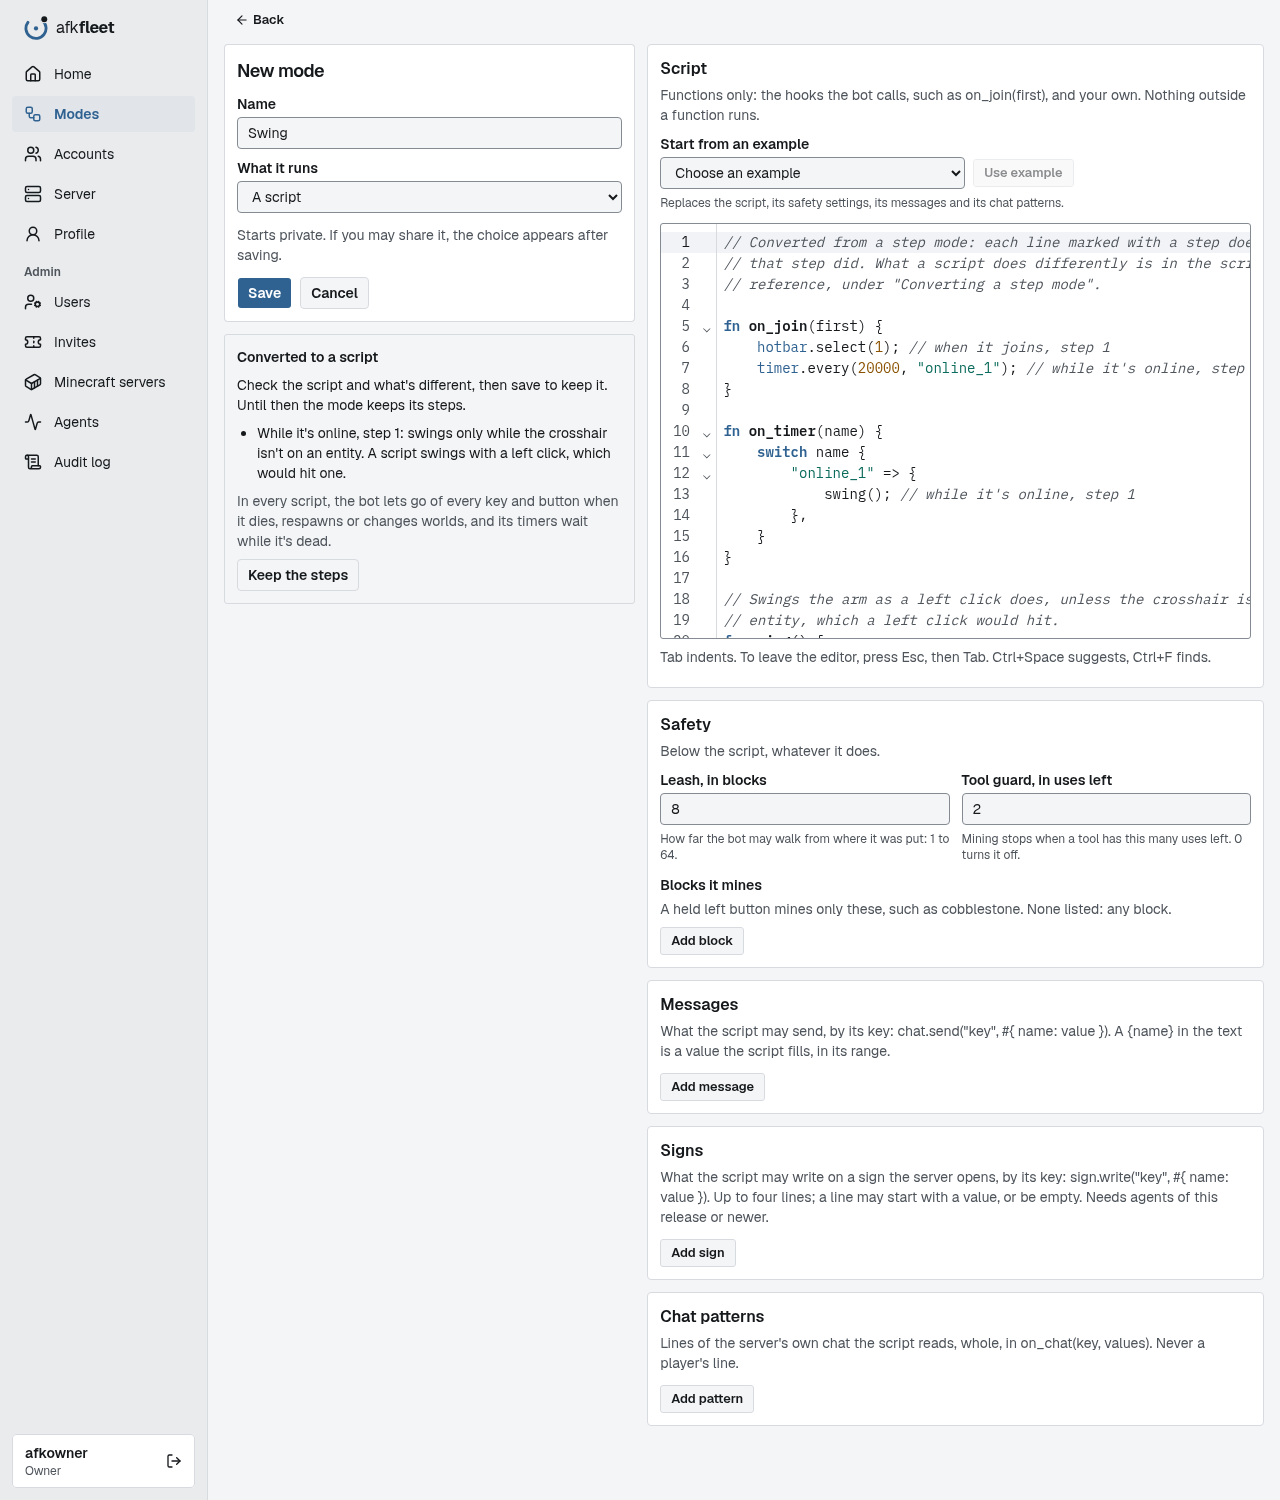 afkfleet
Home
Modes
Accounts
Server
Profile
Admin
Users
Invites
Minecraft servers
Agents
Audit log
afkowner
Owner
Back
New mode
Name
Swing
What it runs
A script
Starts private. If you may share it, the choice appears after
saving.
Save
Cancel
Converted to a script
Check the script and what's different, then save to keep it.
Until then the mode keeps its steps.
While it's online, step 1: swings only while the crosshair
isn't on an entity. A script swings with a left click, which
would hit one.
In every script, the bot lets go of every key and button when
it dies, respawns or changes worlds, and its timers wait
while it's dead.
Keep the steps
Script
Functions only: the hooks the bot calls, such as on_join(first), and your own. Nothing outside
a function runs.
Start from an example
Choose an example
Use example
Replaces the script, its safety settings, its messages and its chat patterns.
1 // Converted from a step mode: each line marked with a step doe
2 // that step did. What a script does differently is in the scri
3 // reference, under "Converting a step mode".
4
5 fn on_join(first) {
6 hotbar.select(1); // when it joins, step 1
7 timer.every(20000, "online_1"); // while it's online, step
8 }
9
10 fn on_timer(name) {
11 switch name {
12 "online_1" => {
13 swing(); // while it's online, step 1
14 },
15 }
16 }
17
18 // Swings the arm as a left click does, unless the crosshair is
19 // entity, which a left click would hit.
Tab indents. To leave the editor, press Esc, then Tab. Ctrl+Space suggests, Ctrl+F finds.
Safety
Below the script, whatever it does.
Leash, in blocks
8
How far the bot may walk from where it was put: 1 to
64.
Tool guard, in uses left
2
Mining stops when a tool has this many uses left. 0
turns it off.
Blocks it mines
A held left button mines only these, such as cobblestone. None listed: any block.
Add block
Messages
What the script may send, by its key: chat.send("key", #{ name: value }). A {name} in the text
is a value the script fills, in its range.
Add message
Signs
What the script may write on a sign the server opens, by its key: sign.write("key", #{ name:
value }). Up to four lines; a line may start with a value, or be empty. Needs agents of this
release or newer.
Add sign
Chat patterns
Lines of the server's own chat the script reads, whole, in on_chat(key, values). Never a
player's line.
Add pattern